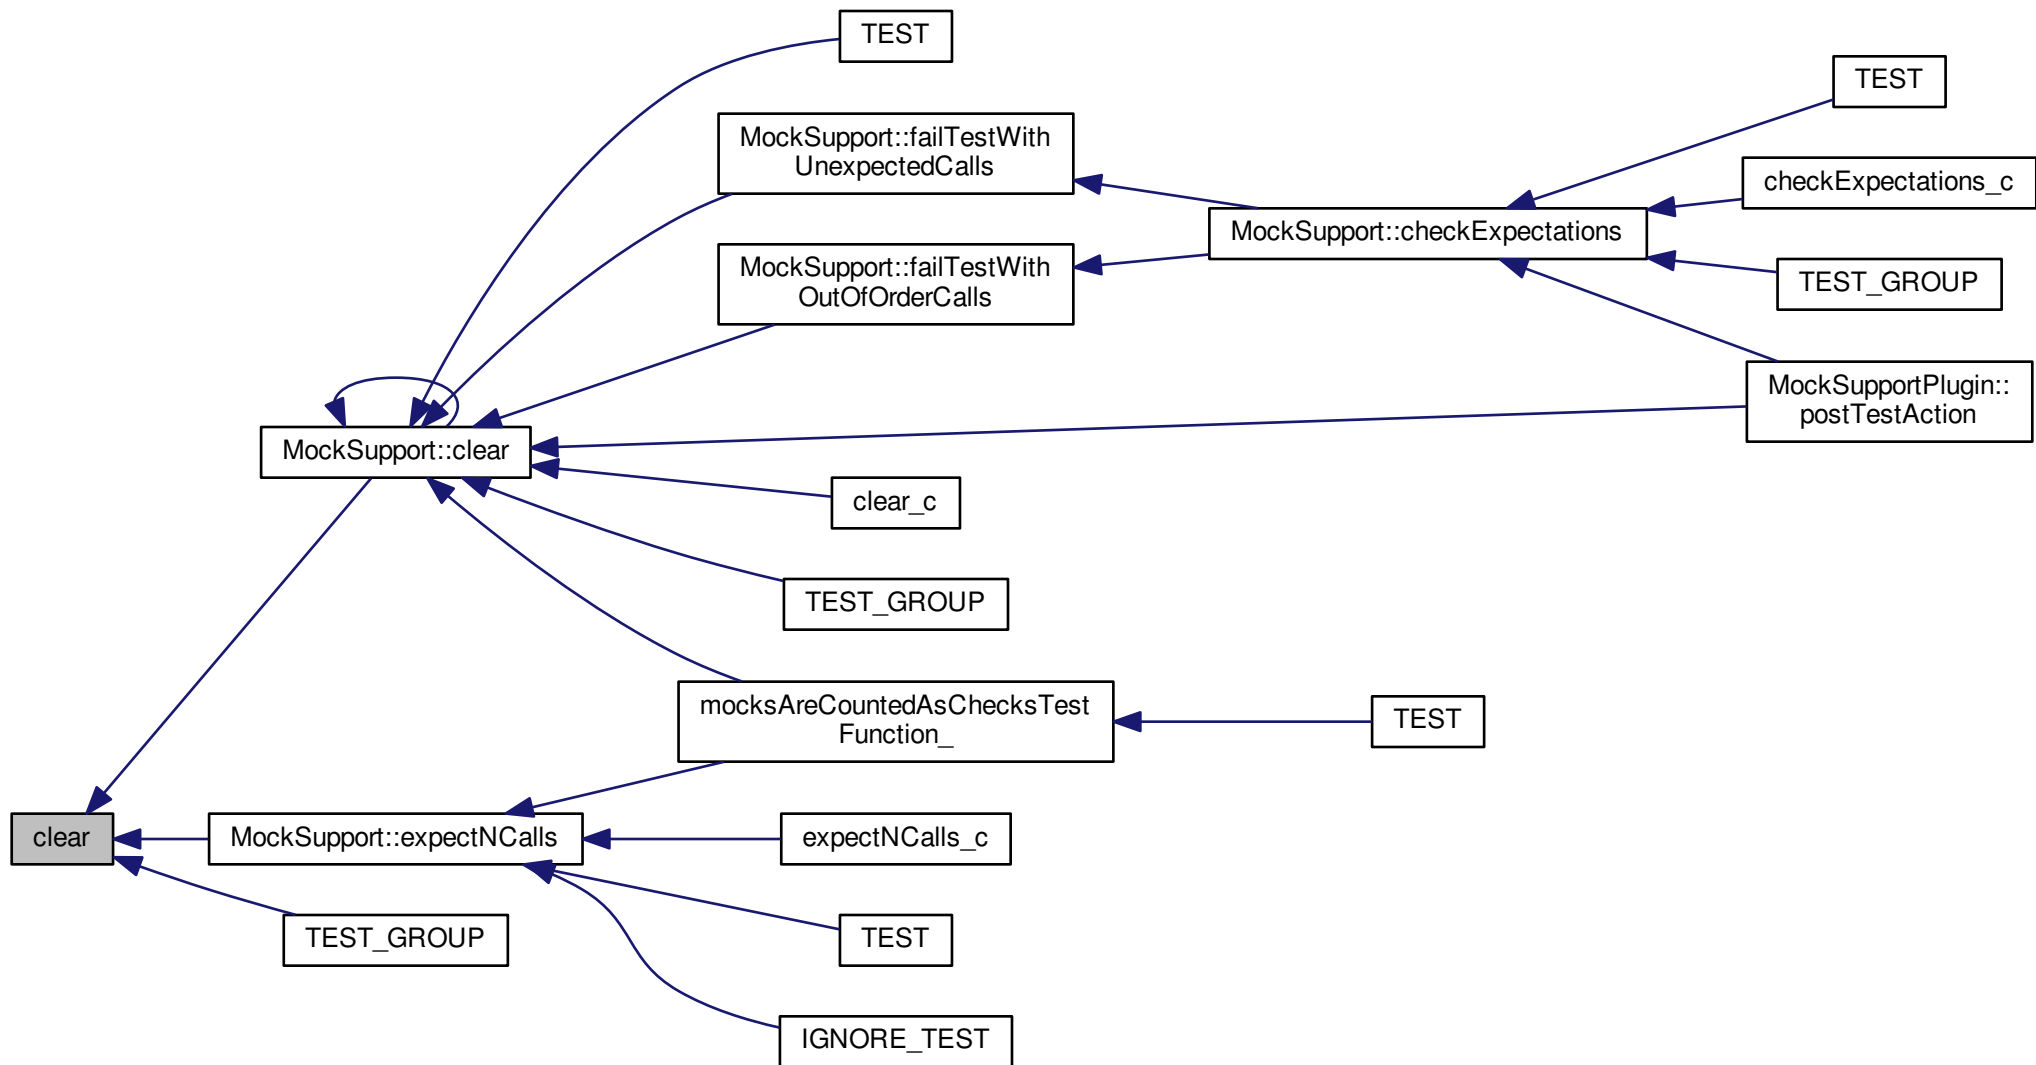 TEST
TEST
MockSupport::failTestWith
UnexpectedCalls
checkExpectations_c
MockSupport::checkExpectations
MockSupport::failTestWith
OutOfOrderCalls
TEST_GROUP
MockSupportPlugin::
postTestAction
MockSupport::clear
clear_c
TEST_GROUP
mocksAreCountedAsChecksTest
Function_
TEST
clear
MockSupport::expectNCalls
expectNCalls_c
TEST_GROUP
TEST
IGNORE_TEST